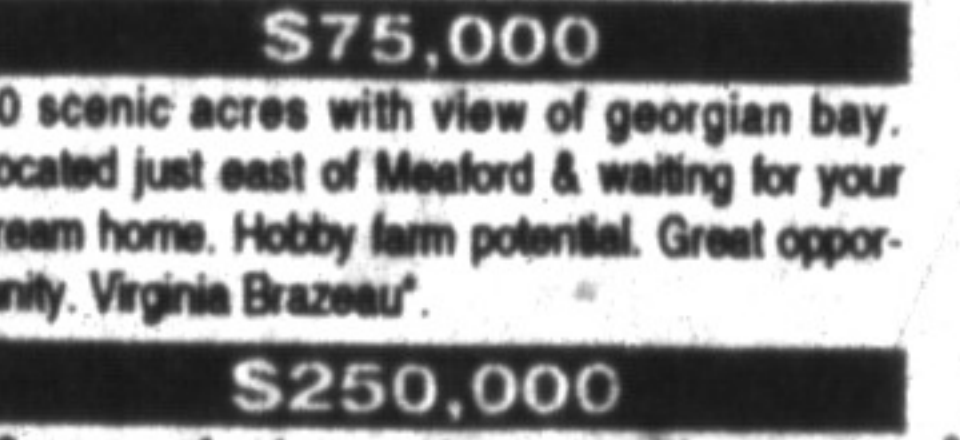 $75,000
0 scenic acres with view of georgian bay.
ocated just east of Meaford & waiting for your
ream home. Hobby farm potential. Great oppor-
nity. Virginia Brazeau*.
$250,000